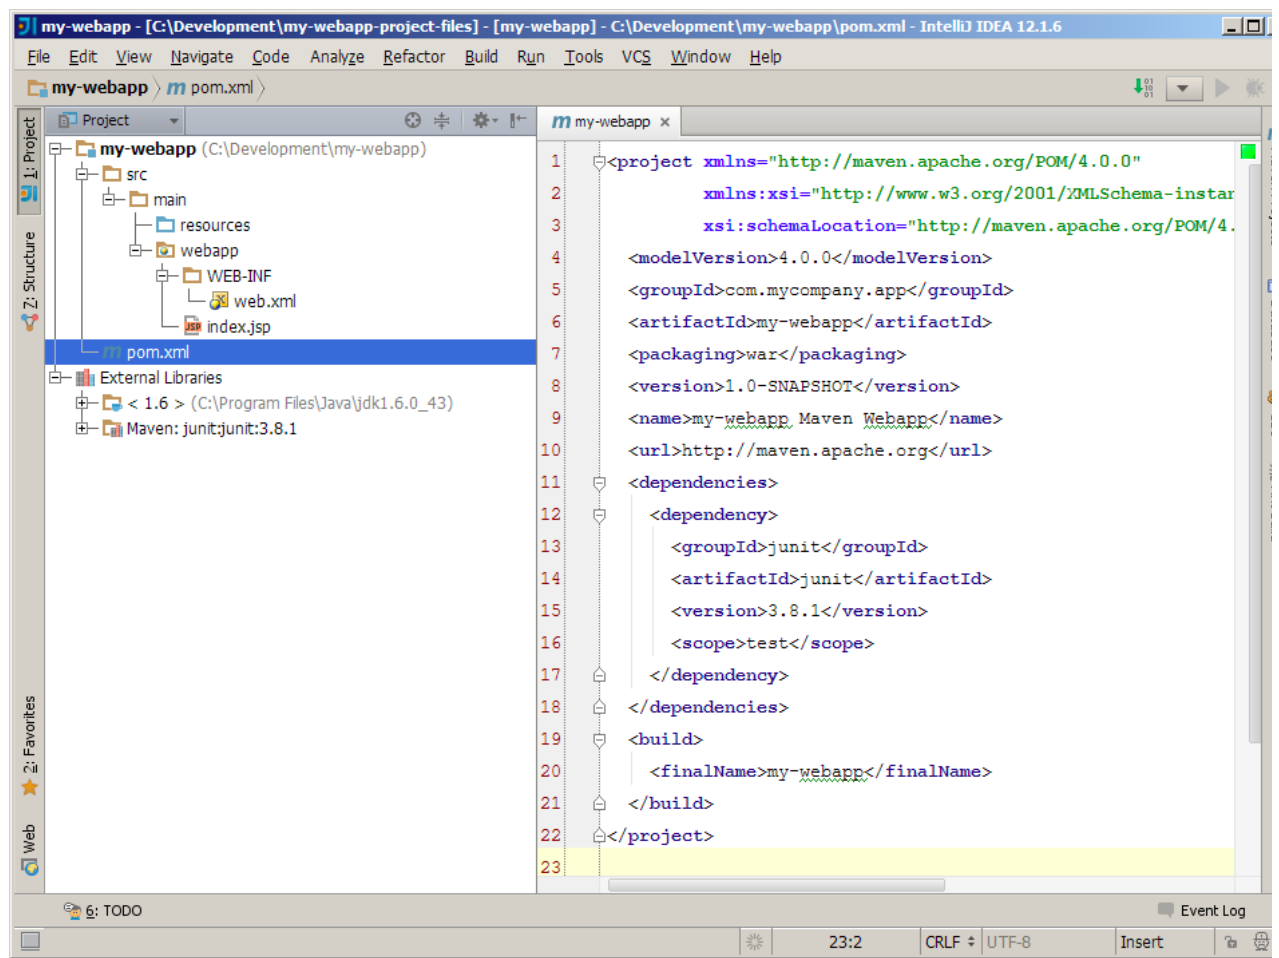 my-webapp - [C:\Development\my-webapp-project-files] - [my-webapp] - C:\Development\my-webapp\pom.xml - IntelliJ IDEA 12.1.6
File Edit View Navigate Code Analyze Refactor Build Run Tools VCS Window Help
my-webapp m pom.xml
Project
m my-webapp
1: Project
Z: Structure
2: Favorites
Web
my-webapp (C:\Development\my-webapp)
src
main
resources
webapp
WEB-INF
web.xml
JSP index.jsp
m pom.xml
External Libraries
< 1.6 > (C:\Program Files\Java\jdk1.6.0_43)
Maven: junit:junit:3.8.1
1 <project xmlns="http://maven.apache.org/POM/4.0.0"
2 xmlns:xsi="http://www.w3.org/2001/XMLSchema-instar
3 xsi:schemaLocation="http://maven.apache.org/POM/4.
4 <modelVersion>4.0.0</modelVersion>
5 <groupId>com.mycompany.app</groupId>
6 <artifactId>my-webapp</artifactId>
7 <packaging>war</packaging>
8 <version>1.0-SNAPSHOT</version>
9 <name>my-webapp Maven Webapp</name>
10 <url>http://maven.apache.org</url>
11 <dependencies>
12 <dependency>
13 <groupId>junit</groupId>
14 <artifactId>junit</artifactId>
15 <version>3.8.1</version>
16 <scope>test</scope>
17 </dependency>
18 </dependencies>
19 <build>
20 <finalName>my-webapp</finalName>
21 </build>
22 </project>
23
6: TODO
Event Log
23:2 CRLF UTF-8 Insert